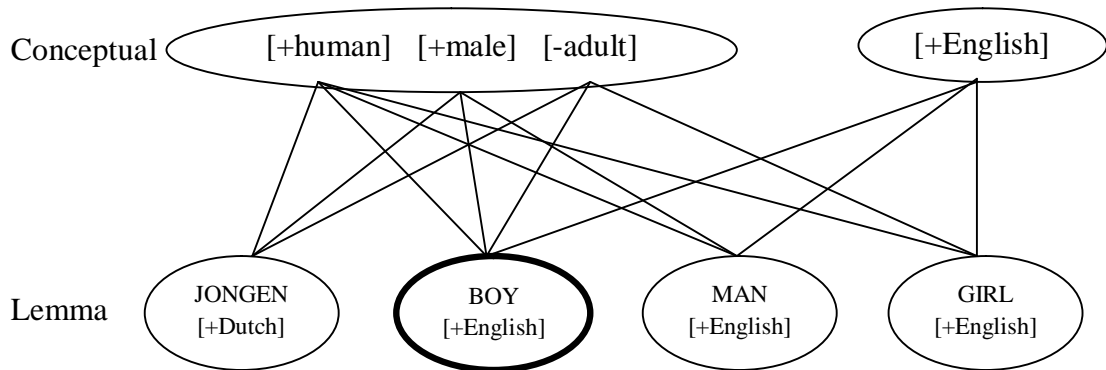 Conceptual [+human] [+male] [-adult] [+English]
Lemma
JONGEN
[+Dutch]
BOY
[+English]
MAN
[+English]
GIRL
[+English]